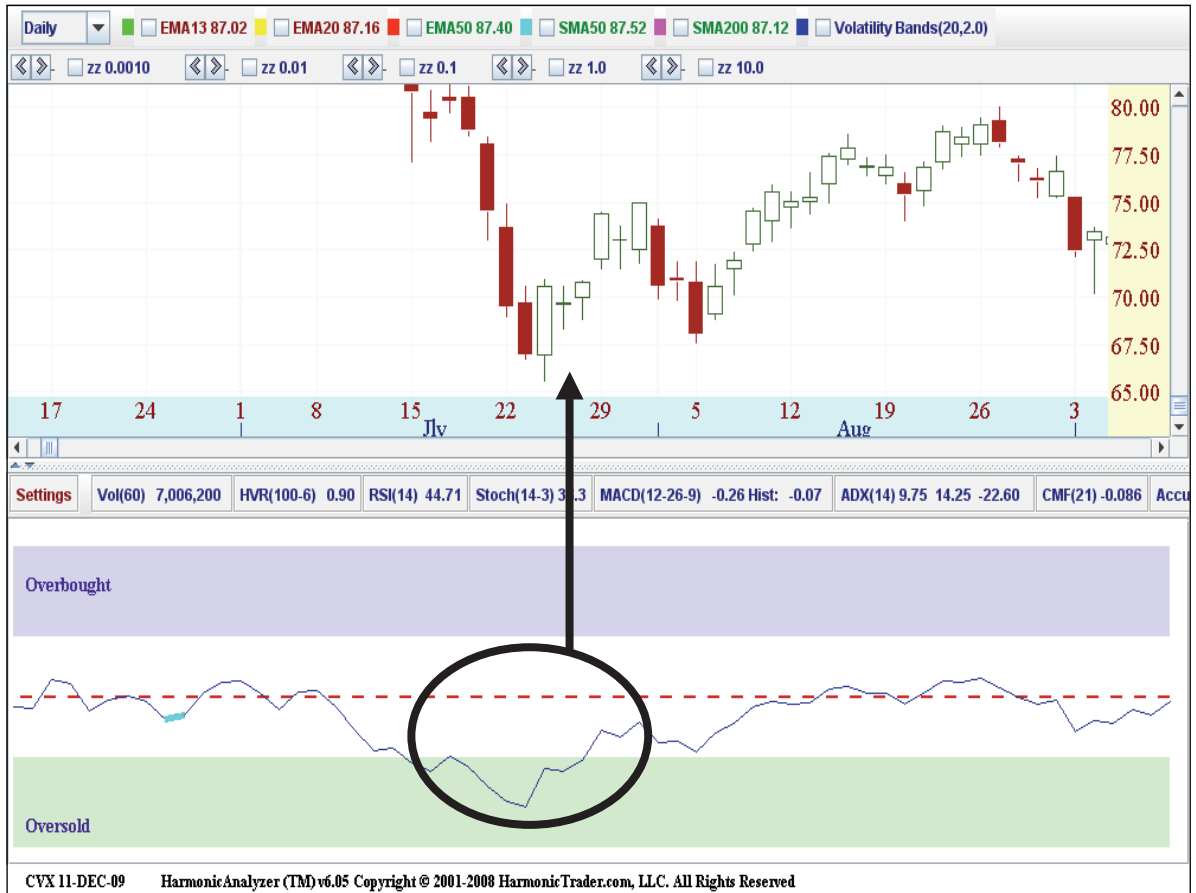 Daily EMA13 87.02 EMA20 87.16 EMA50 87.40 SMA50 87.52 SMA200 87.12 Volatility Bands(20,2.0)
zz 0.0010 zz 0.01 zz 0.1 zz 1.0 zz 10.0
80.00
77.50
75.00
72.50
70.00
67.50
65.00
17 24 1 8 15 22 29 5 12 19 26 3
Jly Aug
Settings Vol(60) 7,006,200 HVR(100-6) 0.90 RSI(14) 44.71 Stoch(14-3) MACD(12-26-9) -0.26 Hist: -0.07 ADX(14) 9.75 14.25 -22.60 CMF(21) -0.086 Accu
Overbought
Oversold
CVX 11-DEC-09 HarmonicAnalyzer (TM) v6.05 Copyright © 2001-2008 HarmonicTrader.com, LLC. All Rights Reserved